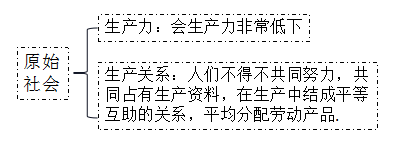 生产力：会生产力非常低下
原始
社会
生产关系：人们不得不共同努力，共
同占有生产资料，在生产中结成平等
互助的关系，平均分配劳动产品.